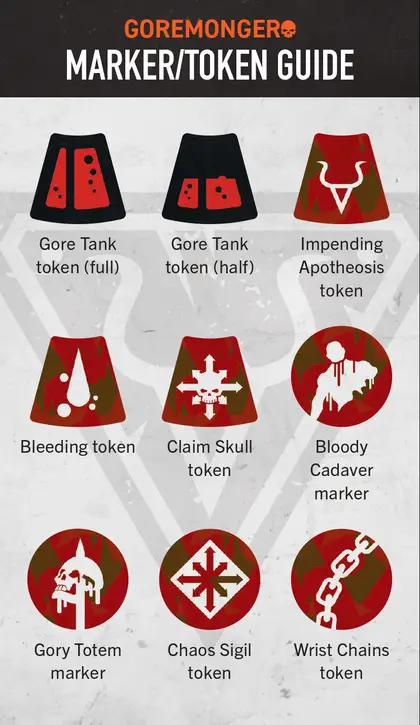 GOREMONGER
MARKER/TOKEN GUIDE
Gore Tank
token (full)
Gore Tank
token (half)
Impending
Apotheosis
token
Bleeding token
Claim Skull
token
Bloody
Cadaver
marker
Gory Totem
marker
Chaos Sigil
token
Wrist Chains
token